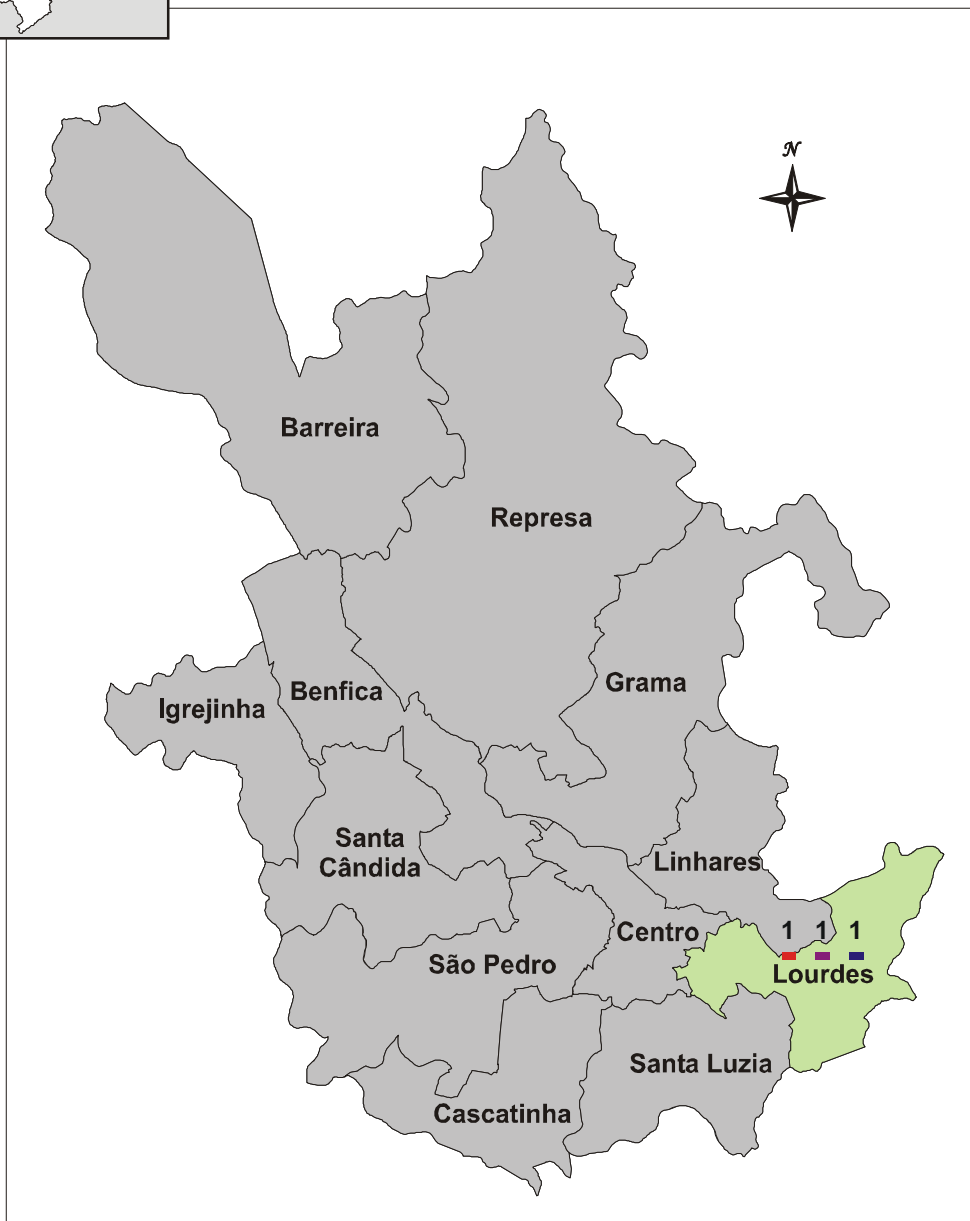 N
Barreira
Represa
Grama
Benfica
Igrejinha
Santa
Cândida
Linhares
Centro
1 1 1
São Pedro
Lourdes
Santa Luzia
Cascatinha